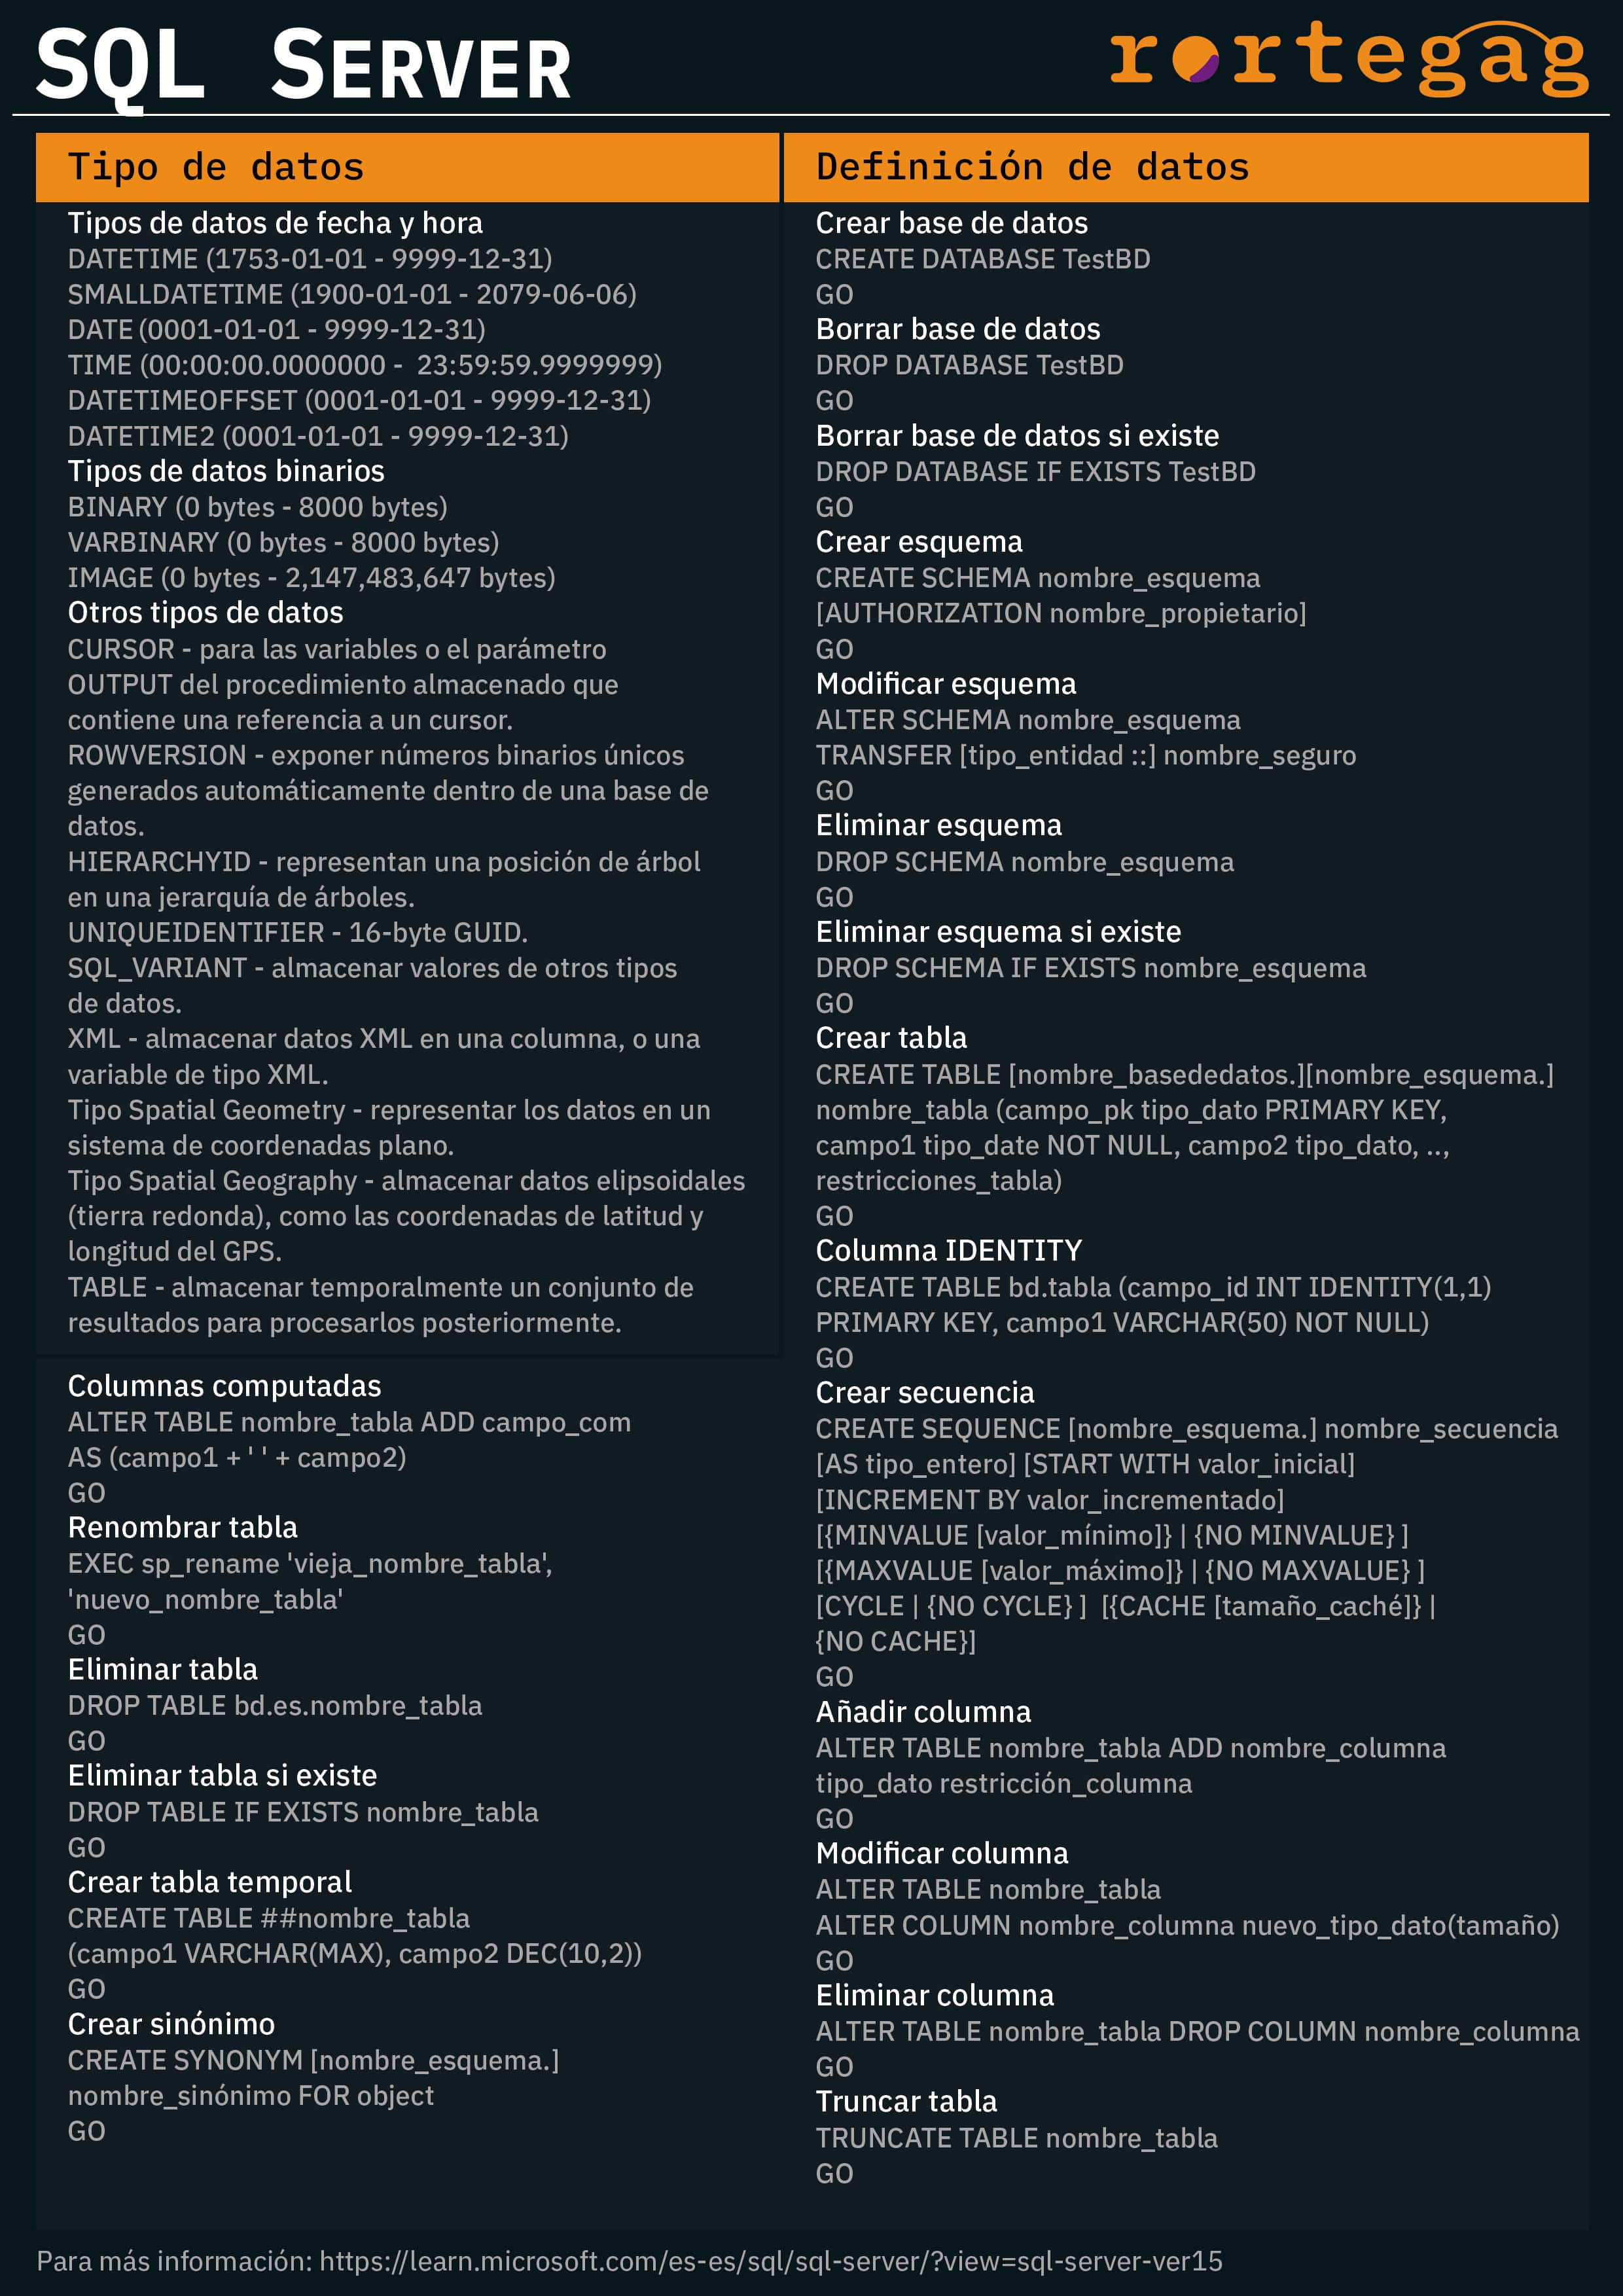 SQL SERVER
rortegag
Tipo de datos
Tipos de datos de fecha y hora
DATETIME (1753-01-01 - 9999-12-31)
SMALLDATETIME (1900-01-01 - 2079-06-06)
DATE (0001-01-01 - 9999-12-31)
TIME (00:00:00.0000000 -  23:59:59.9999999)
DATETIMEOFFSET (0001-01-01 - 9999-12-31)
DATETIME2 (0001-01-01 - 9999-12-31)
Tipos de datos binarios
BINARY (0 bytes - 8000 bytes)
VARBINARY (0 bytes - 8000 bytes)
IMAGE (0 bytes - 2,147,483,647 bytes)
Otros tipos de datos
CURSOR - para las variables o el parámetro
OUTPUT del procedimiento almacenado que
contiene una referencia a un cursor.
ROWVERSION - exponer números binarios únicos
generados automáticamente dentro de una base de
datos.
HIERARCHYID - representan una posición de árbol
en una jerarquía de árboles.
UNIQUEIDENTIFIER - 16-byte GUID.
SQL_VARIANT - almacenar valores de otros tipos
de datos.
XML - almacenar datos XML en una columna, o una
variable de tipo XML.
Tipo Spatial Geometry - representar los datos en un
sistema de coordenadas plano.
Tipo Spatial Geography - almacenar datos elipsoidales
(tierra redonda), como las coordenadas de latitud y
longitud del GPS.
TABLE - almacenar temporalmente un conjunto de
resultados para procesarlos posteriormente.
Columnas computadas
ALTER TABLE nombre_tabla ADD campo_com
AS (campo1 + ' ' + campo2)
GO
Renombrar tabla
EXEC sp_rename 'vieja_nombre_tabla',
'nuevo_nombre_tabla'
GO
Eliminar tabla
DROP TABLE bd.es.nombre_tabla
GO
Eliminar tabla si existe
DROP TABLE IF EXISTS nombre_tabla
GO
Crear tabla temporal
CREATE TABLE ##nombre_tabla
(campo1 VARCHAR(MAX), campo2 DEC(10,2))
GO
Crear sinónimo
CREATE SYNONYM [nombre_esquema.]
nombre_sinónimo FOR object
GO
Definición de datos
Crear base de datos
CREATE DATABASE TestBD
GO
Borrar base de datos
DROP DATABASE TestBD
GO
Borrar base de datos si existe
DROP DATABASE IF EXISTS TestBD
GO
Crear esquema
CREATE SCHEMA nombre_esquema
[AUTHORIZATION nombre_propietario]
GO
Modificar esquema
ALTER SCHEMA nombre_esquema
TRANSFER [tipo_entidad ::] nombre_seguro
GO
Eliminar esquema
DROP SCHEMA nombre_esquema
GO
Eliminar esquema si existe
DROP SCHEMA IF EXISTS nombre_esquema
GO
Crear tabla
CREATE TABLE [nombre_basededatos.][nombre_esquema.]
nombre_tabla (campo_pk tipo_dato PRIMARY KEY,
campo1 tipo_date NOT NULL, campo2 tipo_dato, ..,
restricciones_tabla)
GO
Columna IDENTITY
CREATE TABLE bd.tabla (campo_id INT IDENTITY(1,1)
PRIMARY KEY, campo1 VARCHAR(50) NOT NULL)
GO
Crear secuencia
CREATE SEQUENCE [nombre_esquema.] nombre_secuencia
[AS tipo_entero] [START WITH valor_inicial]
[INCREMENT BY valor_incrementado]
[{MINVALUE [valor_mínimo]} | {NO MINVALUE} ]
[{MAXVALUE [valor_máximo]} | {NO MAXVALUE} ]
[CYCLE | {NO CYCLE} ]  [{CACHE [tamaño_caché]} |
{NO CACHE}]
GO
Añadir columna
ALTER TABLE nombre_tabla ADD nombre_columna
tipo_dato restricción_columna
GO
Modificar columna
ALTER TABLE nombre_tabla
ALTER COLUMN nombre_columna nuevo_tipo_dato(tamaño)
GO
Eliminar columna
ALTER TABLE nombre_tabla DROP COLUMN nombre_columna
GO
Truncar tabla
TRUNCATE TABLE nombre_tabla
GO
Para más información: https://learn.microsoft.com/es-es/sql/sql-server/?view=sql-server-ver15